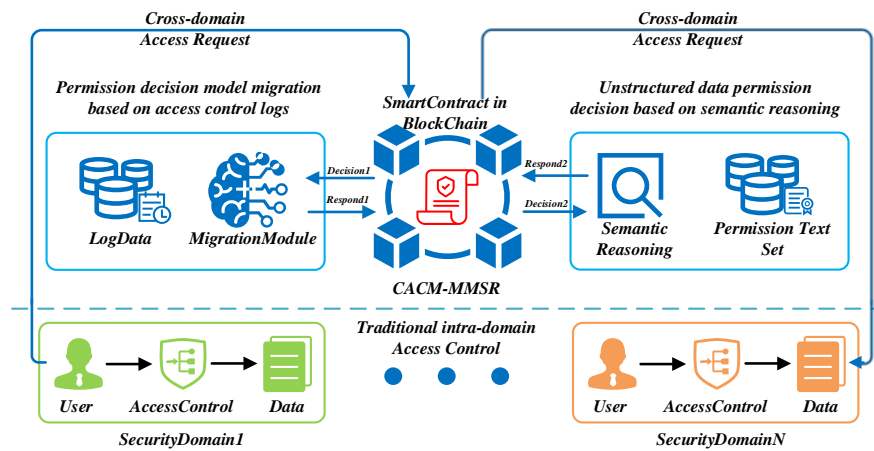 Cross-domain
Access Request
Cross-domain
Access Request
Permission decision model migration
based on access control logs
SmartContract in
BlockChain
Unstructured data permission
decision based on semantic reasoning
Decision1
Respond1
Respond2
Decision2
LogData
MigrationModule
Semantic
Reasoning
Permission Text
Set
CACM-MMSR
Traditional intra-domain
Access Control
User
AccessControl
Data
User
AccessControl
Data
SecurityDomain1
SecurityDomainN